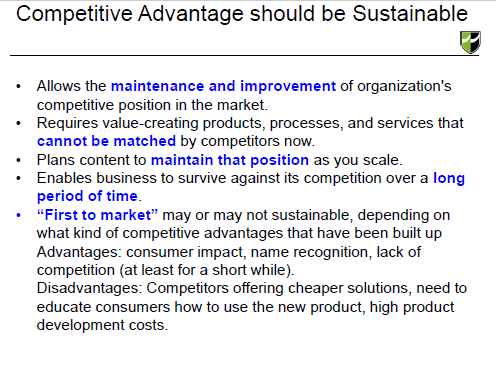 Competitive Advantage should be Sustainable
• Allows the maintenance and improvement of organization's
competitive position in the market.
• Requires value-creating products, processes, and services that
cannot be matched by competitors now.
• Plans content to maintain that position as you scale.
• Enables business to survive against its competition over a long
period of time.
• “First to market” may or may not sustainable, depending on
what kind of competitive advantages that have been built up
Advantages: consumer impact, name recognition, lack of
competition (at least for a short while).
Disadvantages: Competitors offering cheaper solutions, need to
educate consumers how to use the new product, high product
development costs.